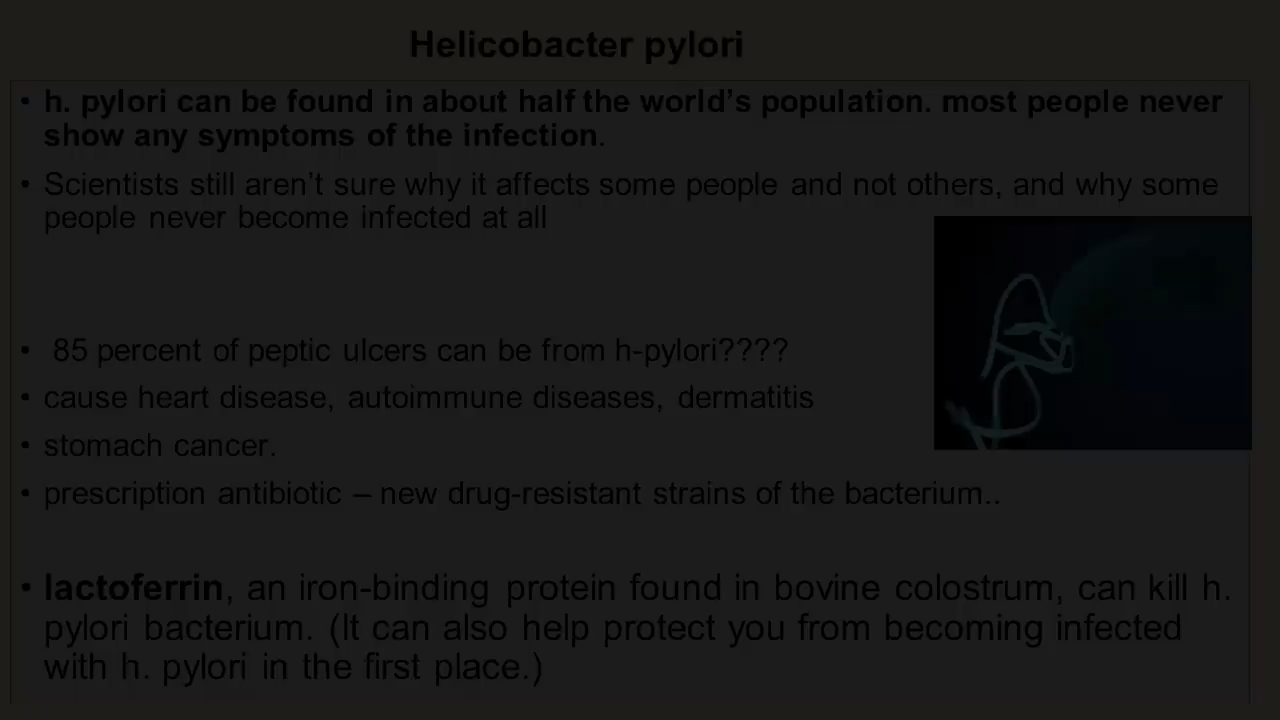 Helicobacter pylori
• h. pylori can be found in about half the world’s population. most people never
show any symptoms of the infection.
• Scientists still aren’t sure why it affects some people and not others, and why some
people never become infected at all
• 85 percent of peptic ulcers can be from h-pylori????
• cause heart disease, autoimmune diseases, dermatitis
• stomach cancer.
• prescription antibiotic – new drug-resistant strains of the bacterium..
• lactoferrin, an iron-binding protein found in bovine colostrum, can kill h.
pylori bacterium. (It can also help protect you from becoming infected
with h. pylori in the first place.)